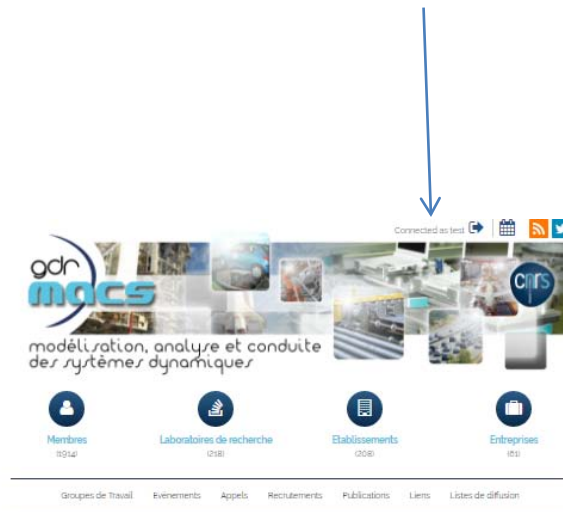 Connected as test
gdr
macs
cnrs
modélisation, analyse et conduite
des systèmes dynamiques
Membres Laboratoires de recherche Etablissements Entreprises
(1914) (218) (208) (61)
Groupes de Travail Evénements Appels Recrutements Publications Liens Listes de diffusion